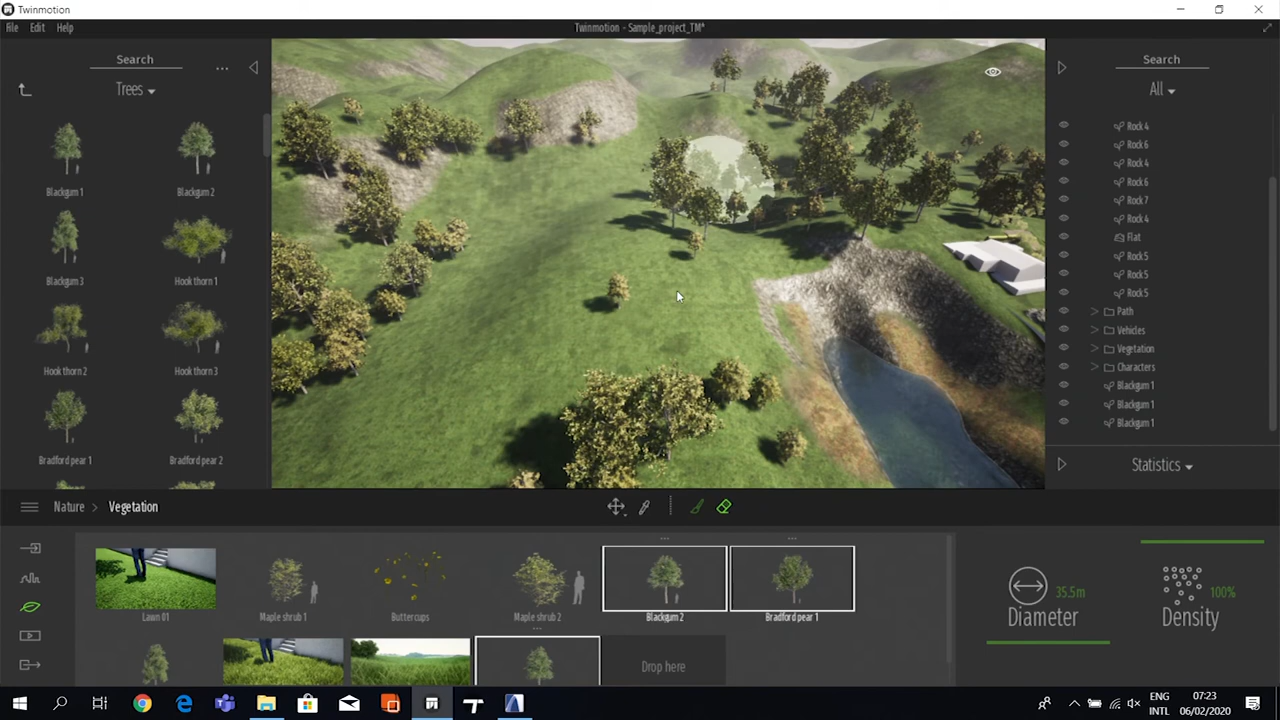 Twinmotion
File Edit Help
Twinmotion - Sample_project_TM*
Search
...
Trees
Blackgum 1
Blackgum 2
Blackgum 3
Hook thorn 1
Hook thorn 2
Hook thorn 3
Bradford pear 1
Bradford pear 2
Search
All
Rock 4
Rock 6
Rock 4
Rock 6
Rock 7
Rock 4
Flat
Rock 5
Rock 5
Rock 5
Path
Vehicles
Vegetation
Characters
Blackgum 1
Blackgum 1
Blackgum 1
Statistics
Nature > Vegetation
Lawn 01
Maple shrub 1
Buttercups
Maple shrub 2
Blackgum 2
Bradford pear 1
Drop here
35.5m
Diameter
100%
Density
ENG
INTL
07:23
06/02/2020